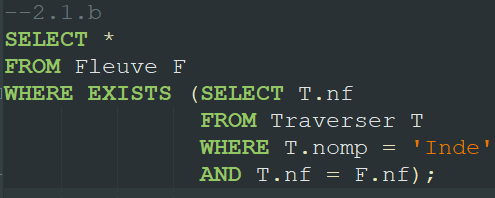 --2.1.b
SELECT *
FROM Fleuve F
WHERE EXISTS (SELECT T.nf
FROM Traverser T
WHERE T.nomp = 'Inde'
AND T.nf = F.nf);